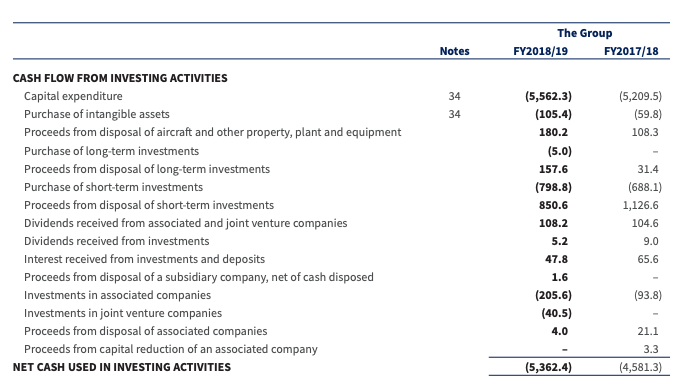 The Group
Notes FY2018/19 FY2017/18
CASH FLOW FROM INVESTING ACTIVITIES
Capital expenditure 34 (5,562.3) (5,209.5)
Purchase of intangible assets 34 (105.4) (59.8)
Proceeds from disposal of aircraft and other property, plant and equipment 180.2 108.3
Purchase of long-term investments (5.0) –
Proceeds from disposal of long-term investments 157.6 31.4
Purchase of short-term investments (798.8) (688.1)
Proceeds from disposal of short-term investments 850.6 1,126.6
Dividends received from associated and joint venture companies 108.2 104.6
Dividends received from investments 5.2 9.0
Interest received from investments and deposits 47.8 65.6
Proceeds from disposal of a subsidiary company, net of cash disposed 1.6 –
Investments in associated companies (205.6) (93.8)
Investments in joint venture companies (40.5) –
Proceeds from disposal of associated companies 4.0 21.1
Proceeds from capital reduction of an associated company – 3.3
NET CASH USED IN INVESTING ACTIVITIES (5,362.4) (4,581.3)